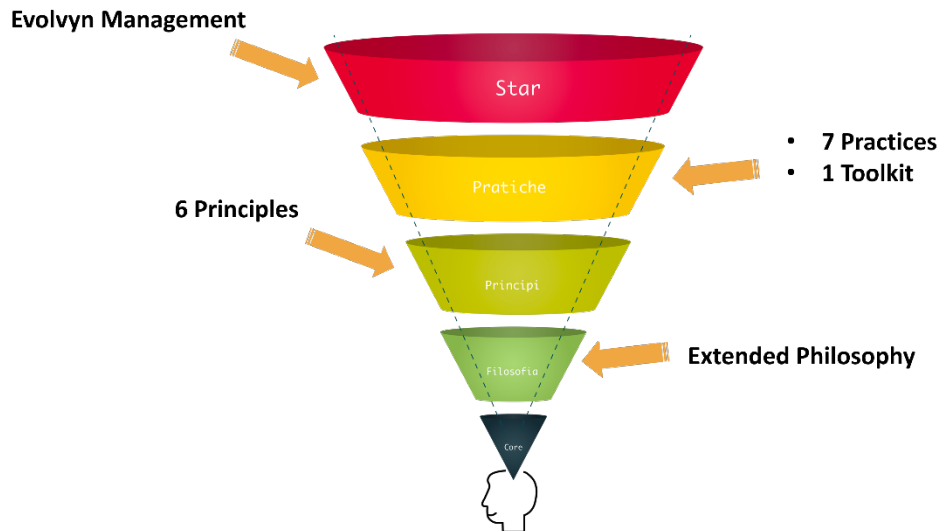 Evolvyn Management
Star
• 7 Practices
• 1 Toolkit
Pratiche
6 Principles
Principi
Extended Philosophy
Filosofia
Core